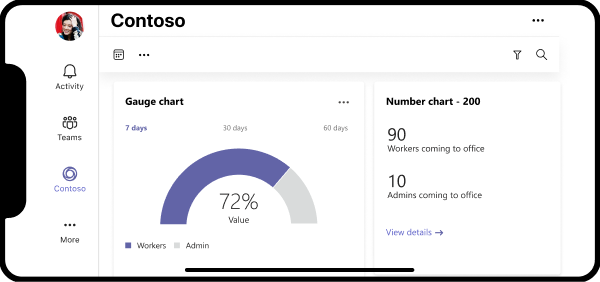 Contoso
Activity
Teams
Contoso
More
Gauge chart
7 days 30 days 60 days
72%
Value
Workers Admin
Number chart - 200
90
Workers coming to office
10
Admins coming to office
View details